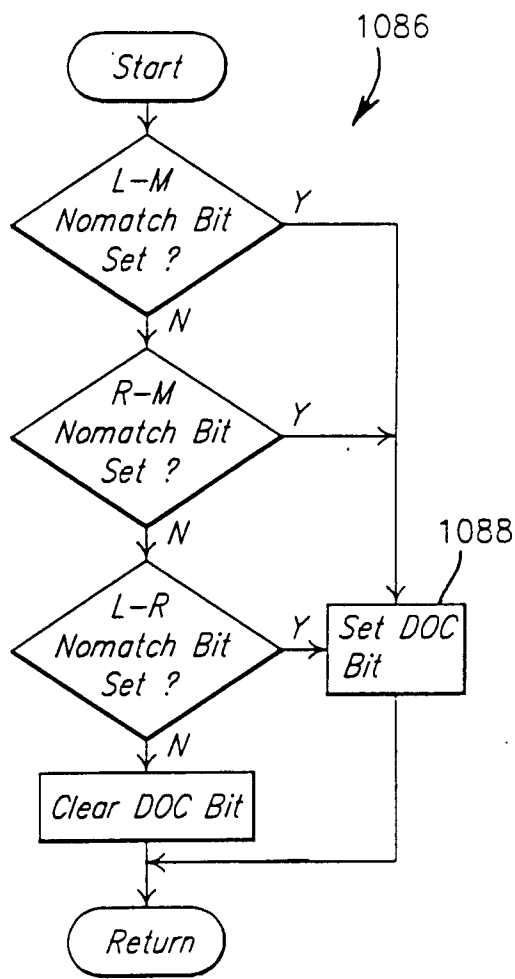 1086
Start
L-M
Nomatch Bit
Set ?
Y
N
R-M
Nomatch Bit
Set ?
Y
N
1088
L-R
Nomatch Bit
Set ?
Y
Set DOC
Bit
N
Clear DOC Bit
Return